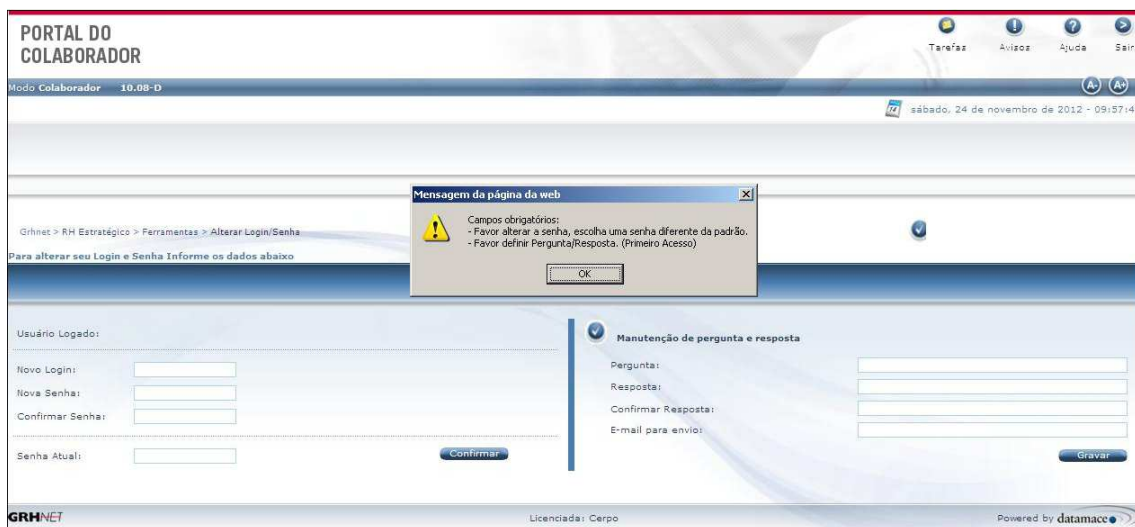 PORTAL DO
COLABORADOR
Tarefas Avisos Ajuda Sair
Modo Colaborador 10.08-D
A- A+
sábado, 24 de novembro de 2012 - 09:57:4
Mensagem da página da web
Campos obrigatórios:
- Favor alterar a senha, escolha uma senha diferente da padrão.
- Favor definir Pergunta/Resposta. (Primeiro Acesso)
OK
Grhnet > RH Estratégico > Ferramentas > Alterar Login/Senha
Para alterar seu Login e Senha Informe os dados abaixo
Usuário Logado:
Novo Login:
Nova Senha:
Confirmar Senha:
Senha Atual:
Confirmar
Manutenção de pergunta e resposta
Pergunta:
Resposta:
Confirmar Resposta:
E-mail para envio:
Gravar
GRHNET
Licenciada: Cerpo
Powered by datamace